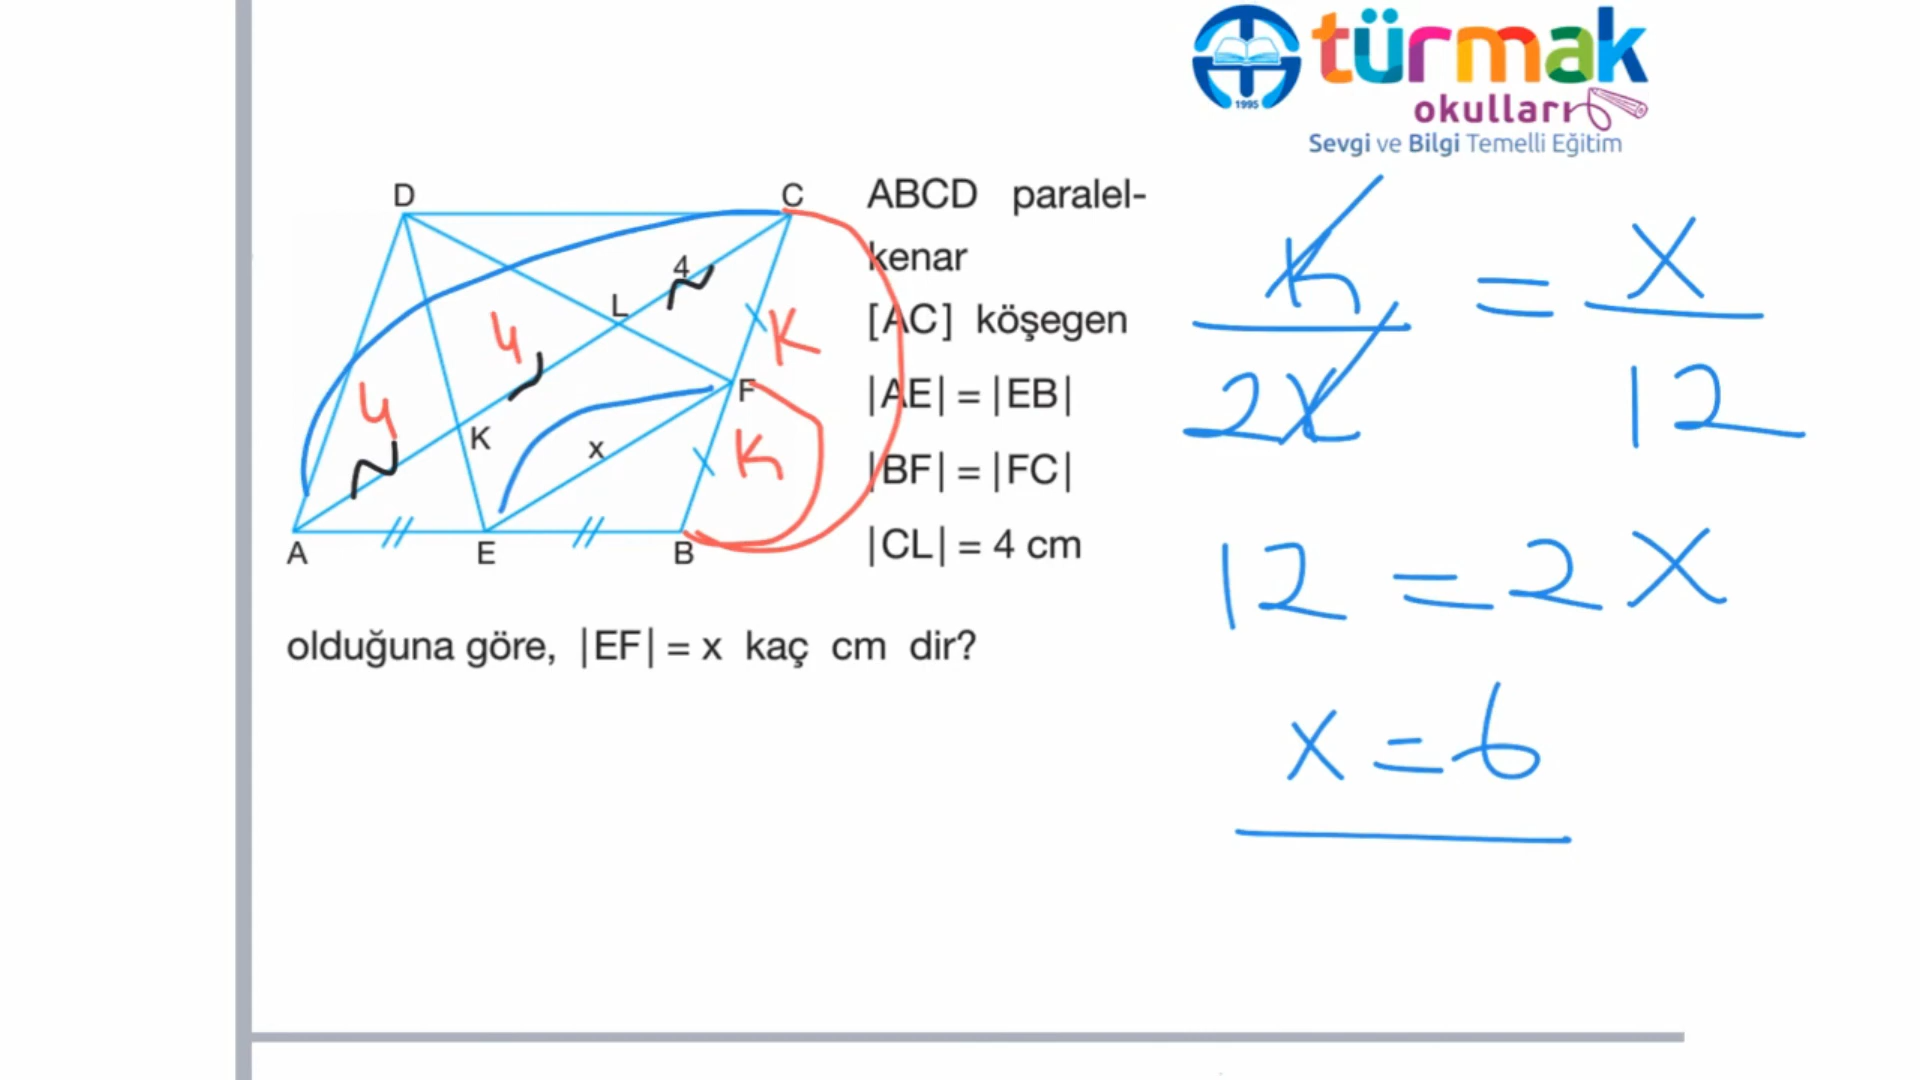 1995
türmak
okulları
Sevgi ve Bilgi Temelli Eğitim
D
C
4
L
4
K
F
4
K
K
x
A
E
B
ABCD paralel-
kenar
[AC] köşegen
|AE| = |EB|
|BF| = |FC|
|CL| = 4 cm
olduğuna göre, |EF| = x kaç cm dir?
K = x
2K 12
12 = 2x
x = 6